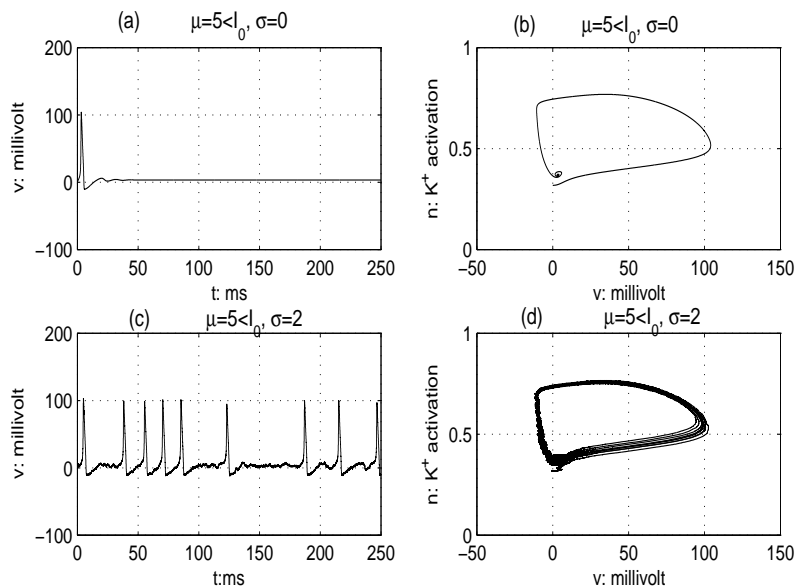 (a) μ=5<I₀, σ=0
v: millivolt
200
100
0
−100
0 50 100 150 200 250
t: ms
(b) μ=5<I₀, σ=0
n: K⁺ activation
1
0.5
0
−50 0 50 100 150
v: millivolt
(c) μ=5<I₀, σ=2
v: millivolt
200
100
0
−100
0 50 100 150 200 250
t:ms
(d) μ=5<I₀, σ=2
n: K⁺ activation
1
0.5
0
−50 0 50 100 150
v: millivolt